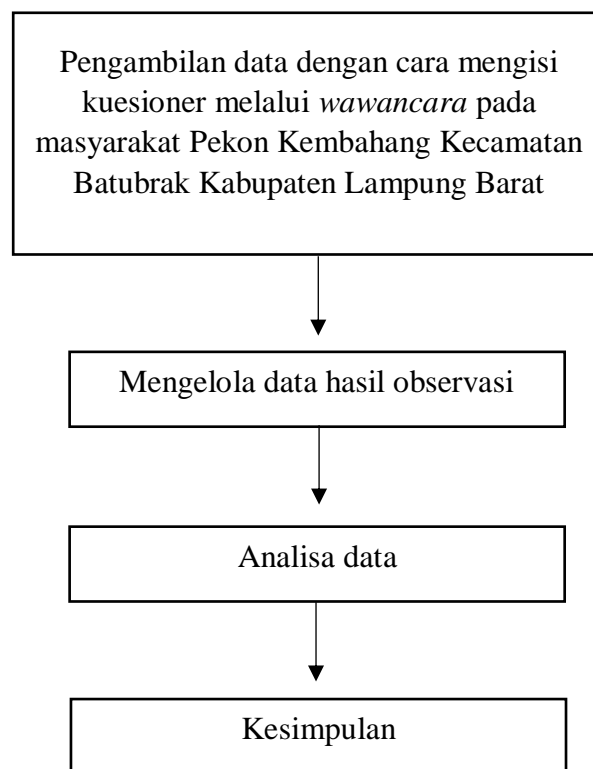 Pengambilan data dengan cara mengisi
kuesioner melalui wawancara pada
masyarakat Pekon Kembahang Kecamatan
Batubrak Kabupaten Lampung Barat
Mengelola data hasil observasi
Analisa data
Kesimpulan